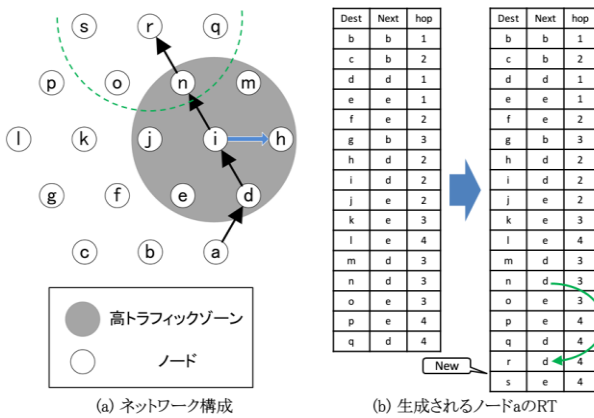 s r q
p o n m
l k j i h
g f e d
c b a
高トラフィックゾーン
ノード
(a) ネットワーク構成
Dest Next hop
b b 1
c b 2
d d 1
e e 1
f e 2
g b 3
h d 2
i d 2
j e 2
k e 3
l e 4
m d 3
n d 3
o e 3
p e 4
q d 4
Dest Next hop
b b 1
c b 2
d d 1
e e 1
f e 2
g b 3
h d 2
i d 2
j e 2
k e 3
l e 4
m d 3
n d 3
o e 3
p e 4
q d 4
r d 4
s e 4
New
(b) 生成されるノードaのRT